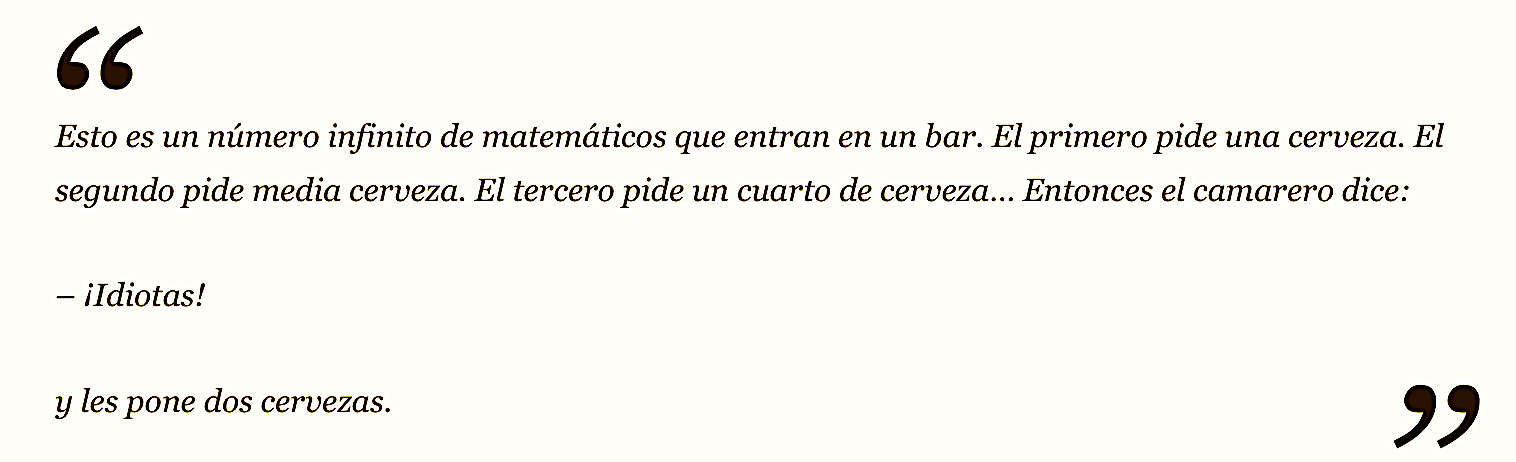 “
Esto es un número infinito de matemáticos que entran en un bar. El primero pide una cerveza. El
segundo pide media cerveza. El tercero pide un cuarto de cerveza... Entonces el camarero dice:
– ¡Idiotas!
y les pone dos cervezas.
”